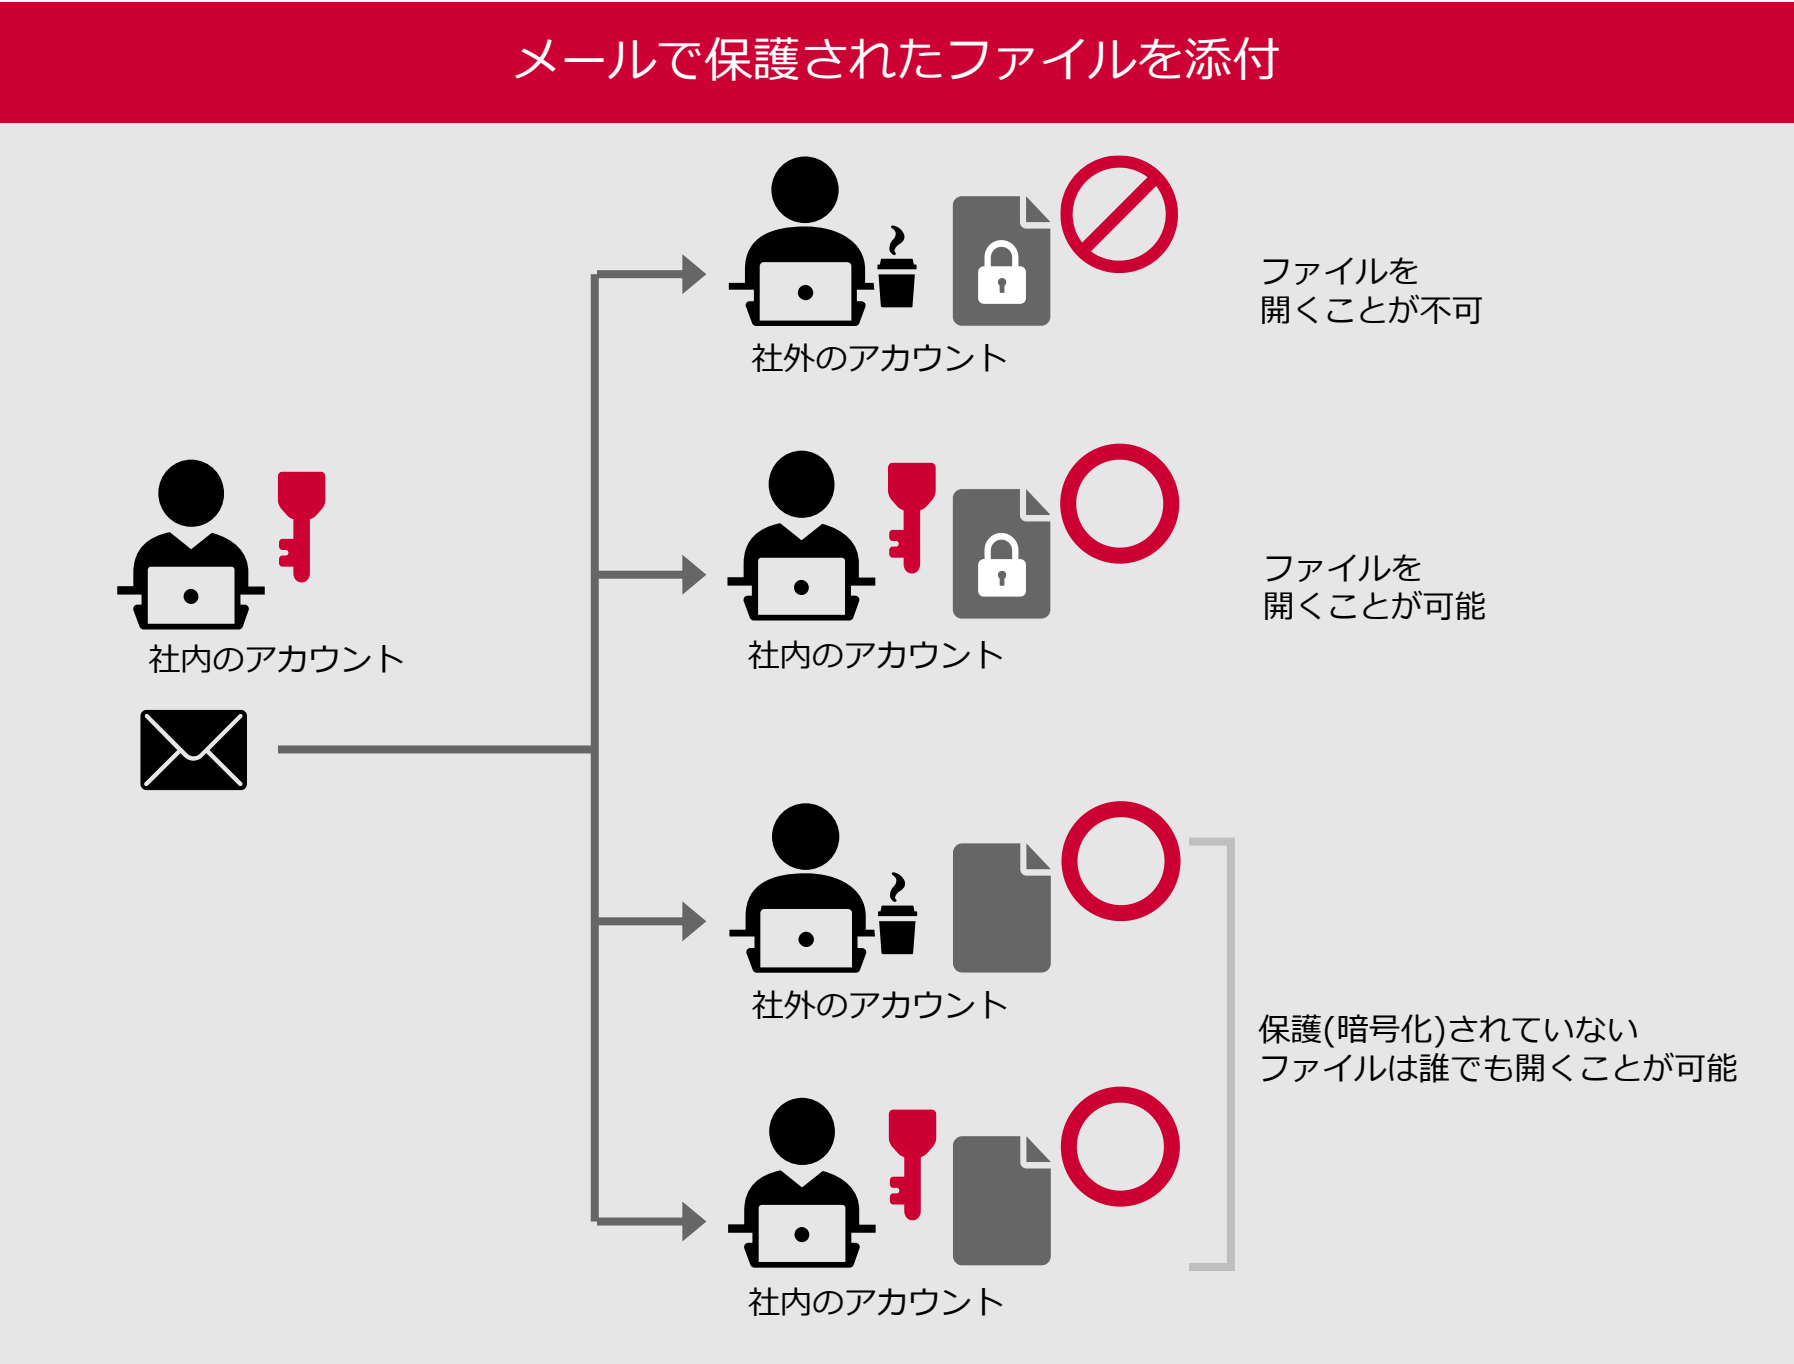 メールで保護されたファイルを添付
社外のアカウント
ファイルを
開くことが不可
社内のアカウント
社内のアカウント
ファイルを
開くことが可能
社外のアカウント
保護(暗号化)されていない
ファイルは誰でも開くことが可能
社内のアカウント